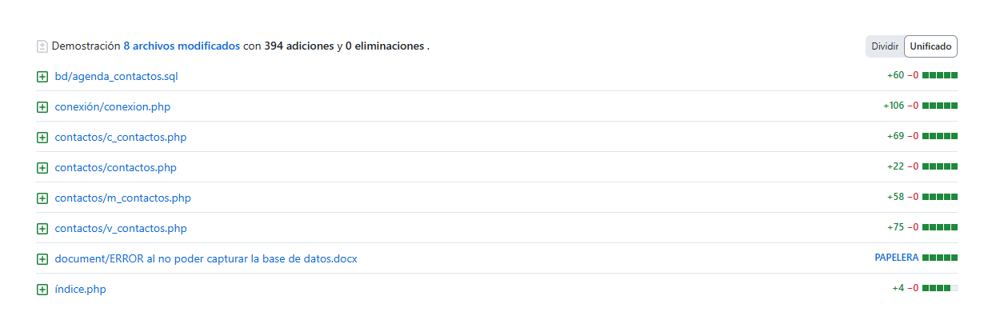 Demostración 8 archivos modificados con 394 adiciones y 0 eliminaciones . Dividir Unificado
bd/agenda_contactos.sql +60 −0
conexión/conexion.php +106 −0
contactos/c_contactos.php +69 −0
contactos/contactos.php +22 −0
contactos/m_contactos.php +58 −0
contactos/v_contactos.php +75 −0
document/ERROR al no poder capturar la base de datos.docx PAPELERA
índice.php +4 −0